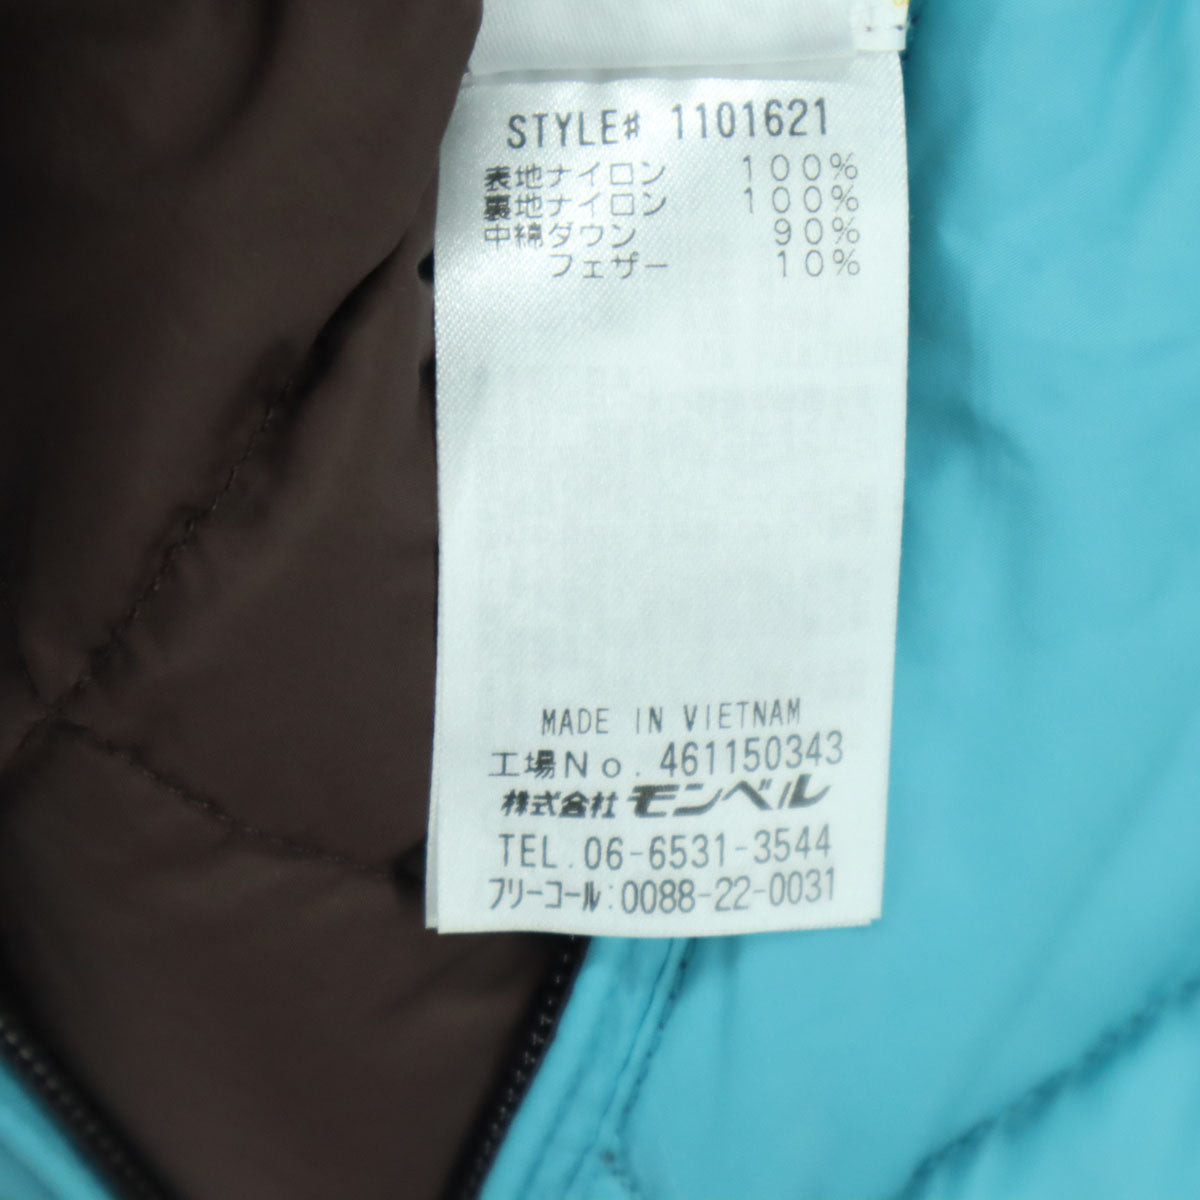 STYLE# 1101621
表地ナイロン 100%
裏地ナイロン 100%
中綿ダウン 90%
フェザー 10%
MADE IN VIETNAM
工場No. 461150343
株式会社 モンベル
TEL. 06-6531-3544
フリーコール:0088-22-0031